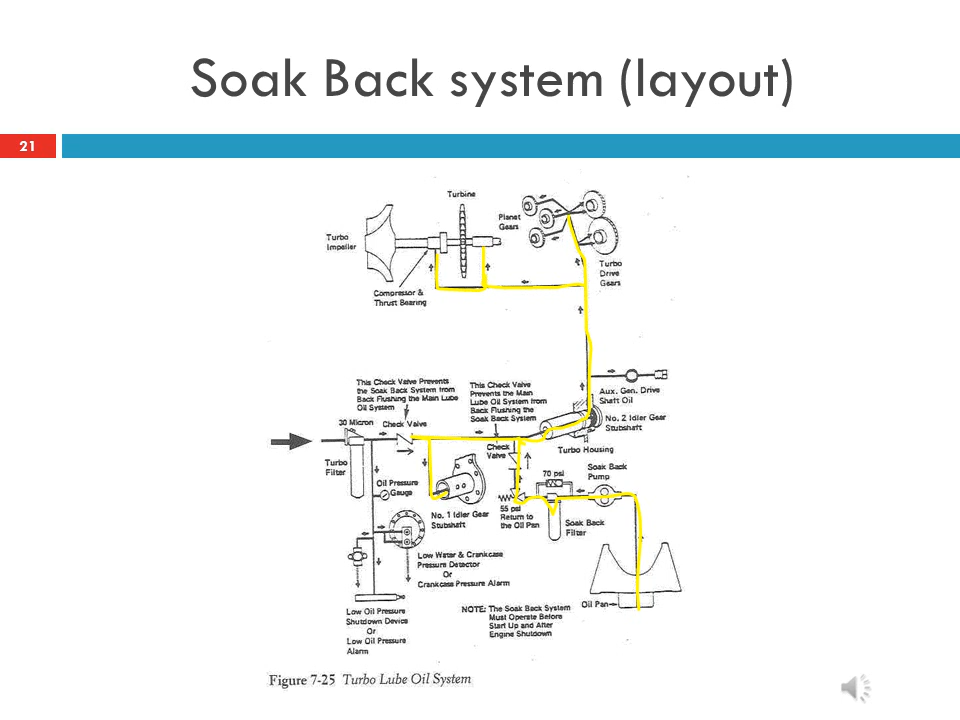 Soak Back system (layout)
21
Turbine
Planet
Gears
Turbo
Impeller
Turbo
Drive
Gears
Compressor &
Thrust Bearing
This Check Valve Prevents
the Soak Back System from
Back Flushing the Main Lube
Oil System
This Check Valve
Prevents the Main
Lube Oil System from
Back Flushing the
Soak Back System
Aux. Gen. Drive
Shaft Oil
No. 2 Idler Gear
Stubshaft
30 Micron
Check Valve
Turbo Housing
Check
Valve
Turbo
Filter
Oil Pressure
Gauge
70 psi
Soak Back
Pump
No. 1 Idler Gear
Stubshaft
55 psi
Return to
the Oil Pan
Soak Back
Filter
Low Water & Crankcase
Pressure Detector
Or
Crankcase Pressure Alarm
Oil Pan
Low Oil Pressure
Shutdown Device
Or
Low Oil Pressure
Alarm
NOTE: The Soak Back System
Must Operate Before
Start Up and After
Engine Shutdown
Figure 7-25 Turbo Lube Oil System